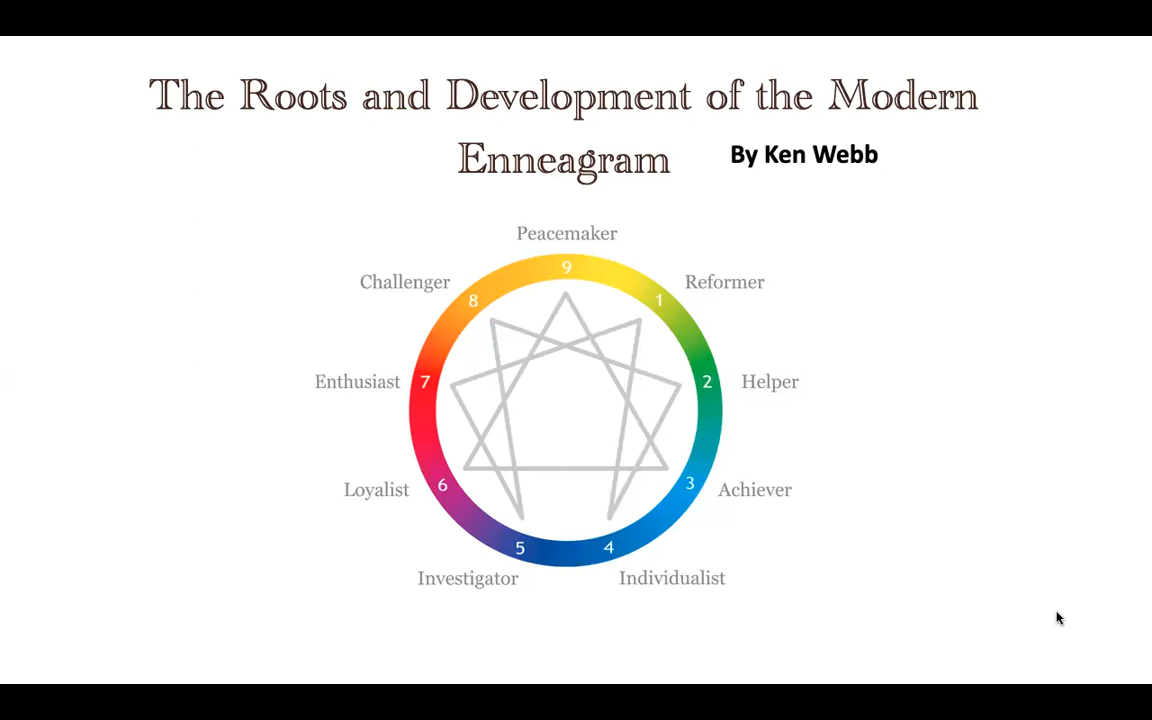 The Roots and Development of the Modern
Enneagram By Ken Webb
Peacemaker
9
Challenger
8
1
Reformer
Enthusiast
7
2
Helper
Loyalist
6
3
Achiever
5
4
Investigator
Individualist